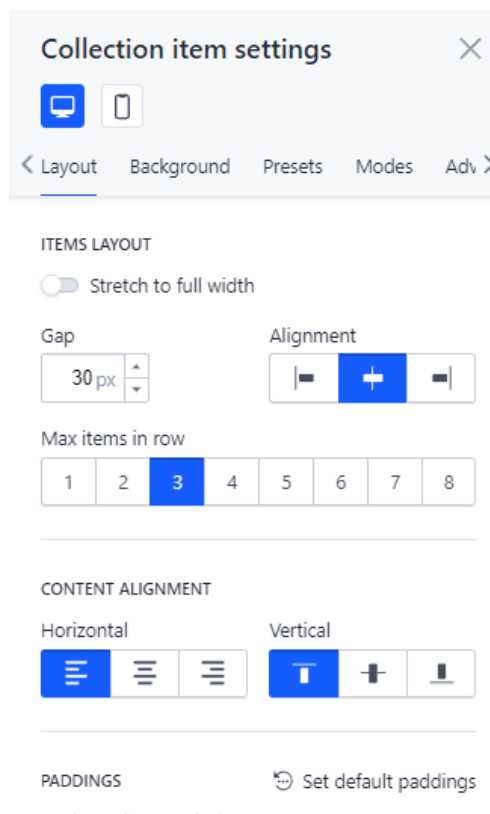 Collection item settings
Layout Background Presets Modes Adv
ITEMS LAYOUT
Stretch to full width
Gap Alignment
30 px
Max items in row
1 2 3 4 5 6 7 8
CONTENT ALIGNMENT
Horizontal Vertical
PADDINGS Set default paddings